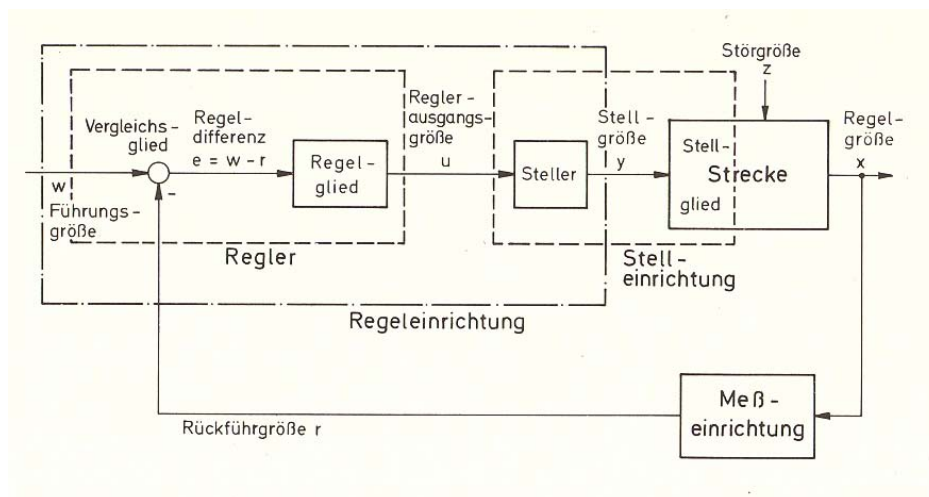 Störgröße
z
Vergleichs-
glied
Regel-
differenz
e = w - r
Regler-
ausgangs-
größe
u
Stell-
größe
y
Regel-
größe
x
w
Führungs-
größe
-
Regel-
glied
Steller
Stell-
glied
Strecke
Regler
Stell-
einrichtung
Regeleinrichtung
Meß-
einrichtung
Rückführgröße r